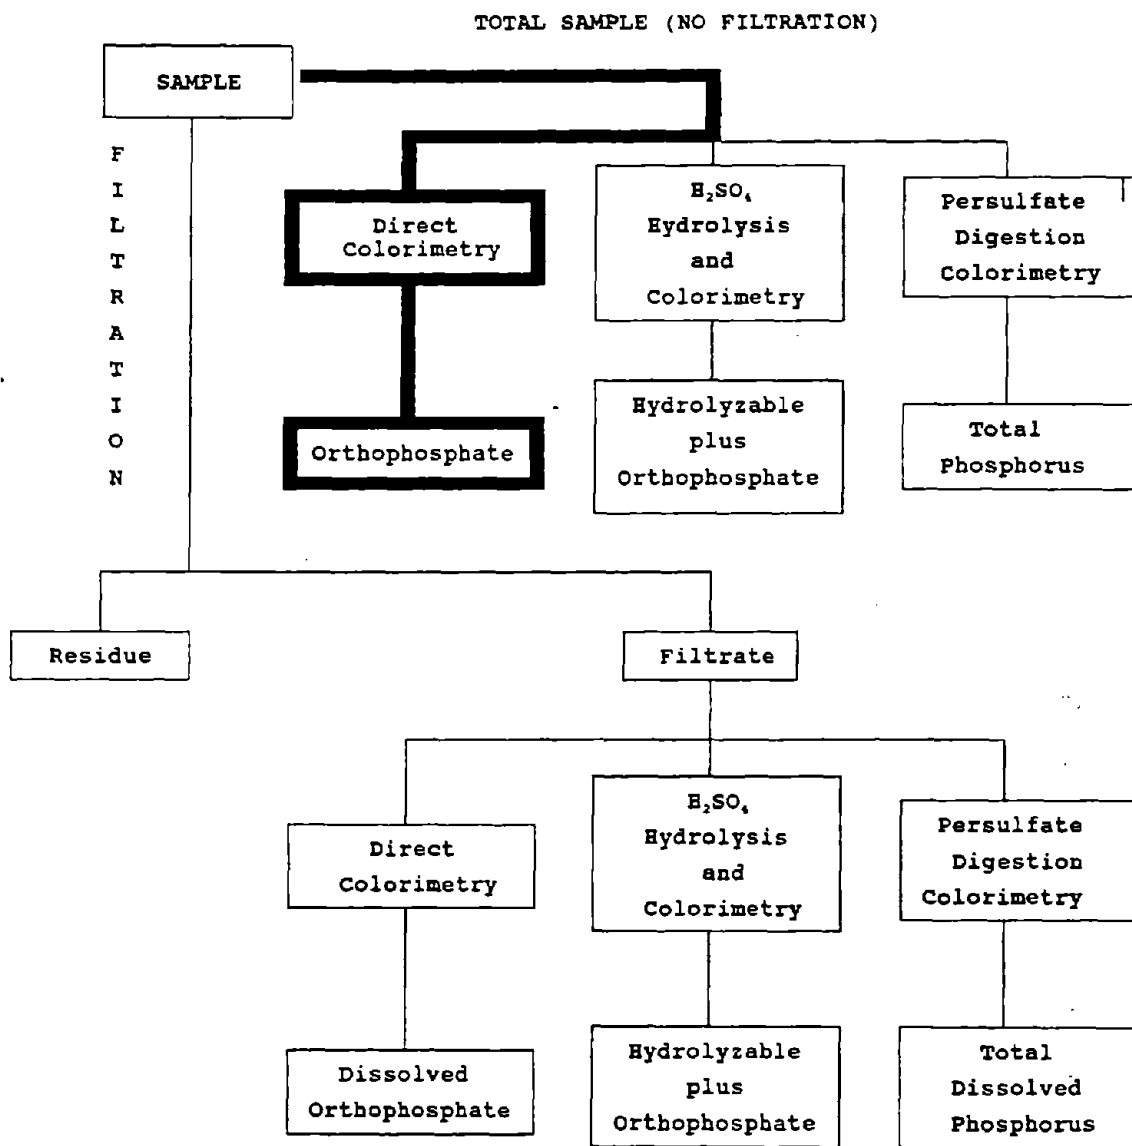 TOTAL SAMPLE (NO FILTRATION)
SAMPLE
F
I
L
T
R
A
T
I
O
N
Direct
Colorimetry
H₂SO₄
Hydrolysis
and
Colorimetry
Persulfate
Digestion
Colorimetry
Orthophosphate
Hydrolyzable
plus
Orthophosphate
Total
Phosphorus
Residue
Filtrate
Direct
Colorimetry
H₂SO₄
Hydrolysis
and
Colorimetry
Persulfate
Digestion
Colorimetry
Dissolved
Orthophosphate
Hydrolyzable
plus
Orthophosphate
Total
Dissolved
Phosphorus